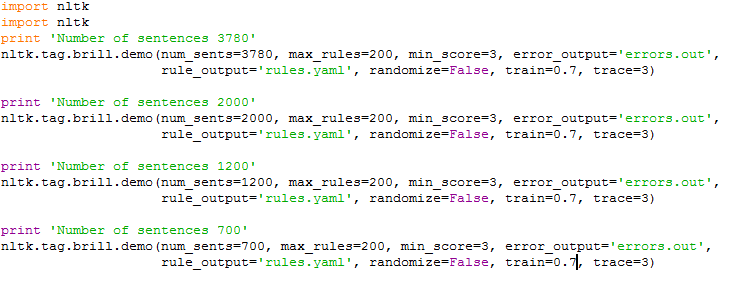 import nltk
import nltk
print 'Number of sentences 3780'
nltk.tag.brill.demo(num_sents=3780, max_rules=200, min_score=3, error_output='errors.out',
rule_output='rules.yaml', randomize=False, train=0.7, trace=3)
print 'Number of sentences 2000'
nltk.tag.brill.demo(num_sents=2000, max_rules=200, min_score=3, error_output='errors.out',
rule_output='rules.yaml', randomize=False, train=0.7, trace=3)
print 'Number of sentences 1200'
nltk.tag.brill.demo(num_sents=1200, max_rules=200, min_score=3, error_output='errors.out',
rule_output='rules.yaml', randomize=False, train=0.7, trace=3)
print 'Number of sentences 700'
nltk.tag.brill.demo(num_sents=700, max_rules=200, min_score=3, error_output='errors.out',
rule_output='rules.yaml', randomize=False, train=0.7, trace=3)